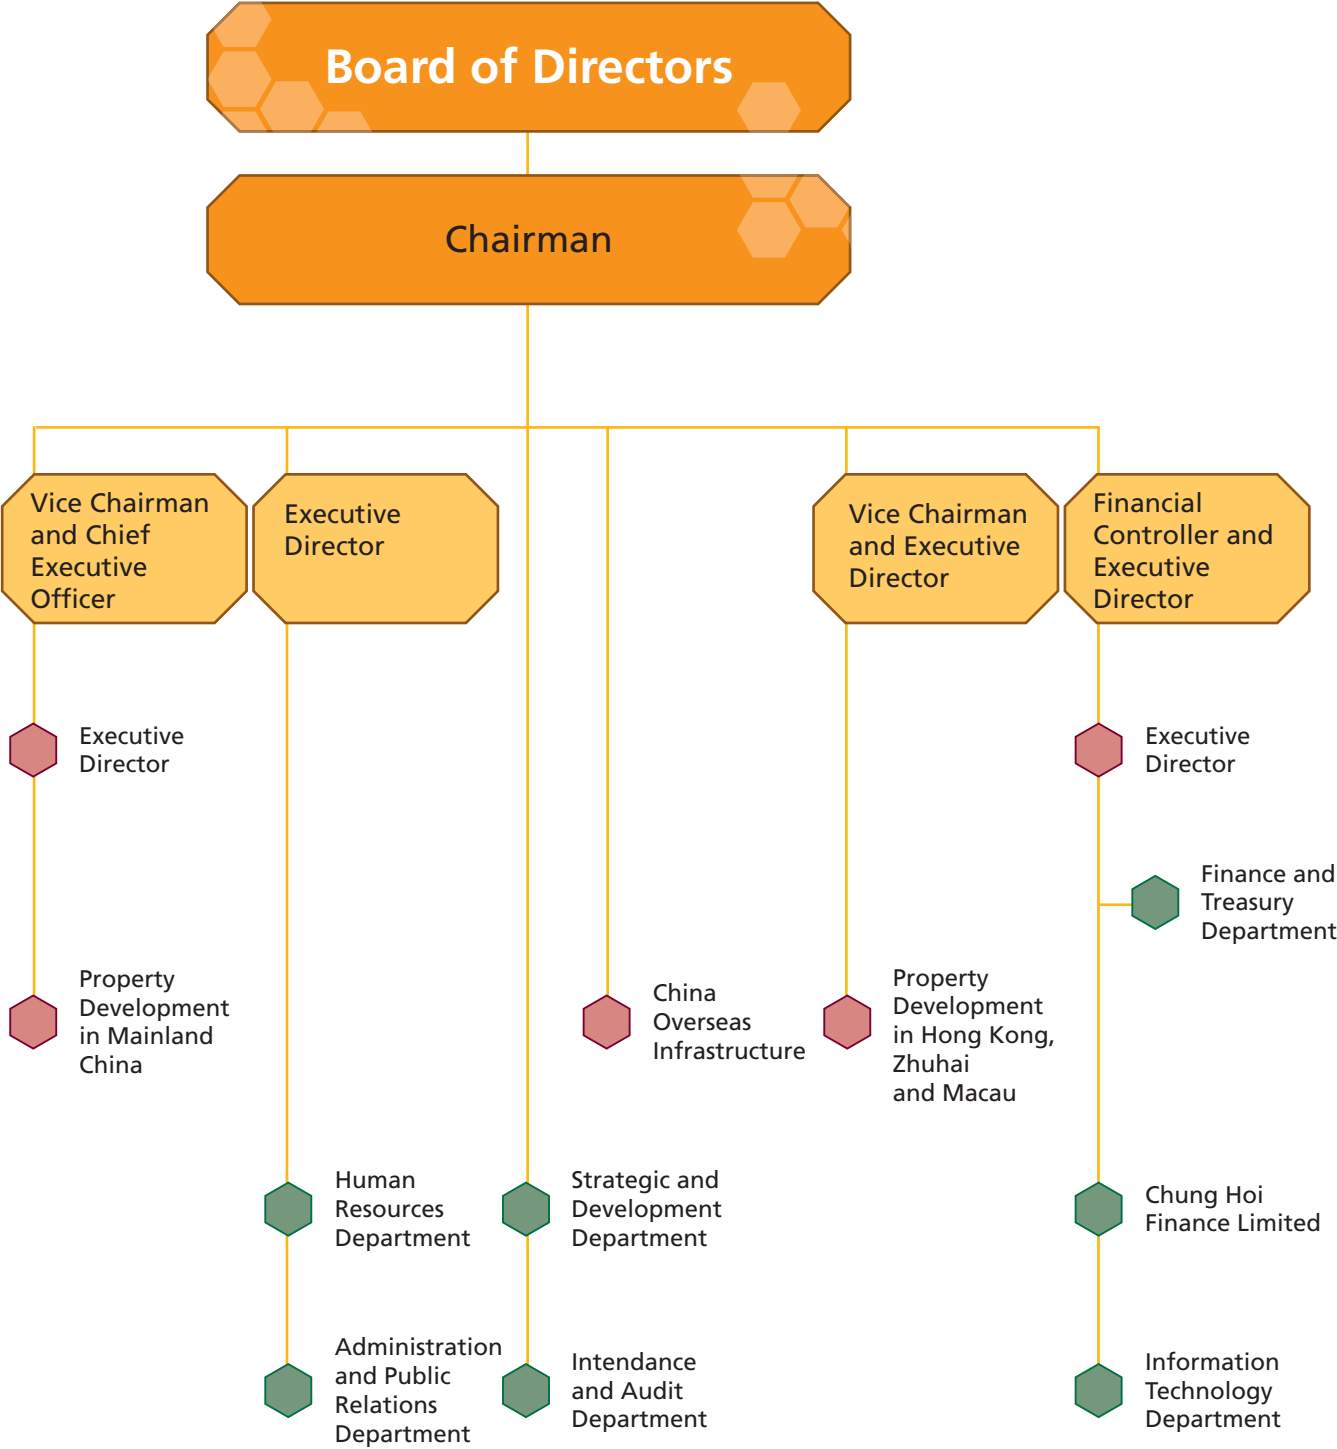 Board of Directors
Chairman
Vice Chairman
and Chief
Executive
Officer
Executive
Director
Vice Chairman
and Executive
Director
Financial
Controller and
Executive
Director
Executive
Director
Executive
Director
Finance and
Treasury
Department
Property
Development
in Mainland
China
China
Overseas
Infrastructure
Property
Development
in Hong Kong,
Zhuhai
and Macau
Human
Resources
Department
Strategic and
Development
Department
Chung Hoi
Finance Limited
Administration
and Public
Relations
Department
Intendance
and Audit
Department
Information
Technology
Department